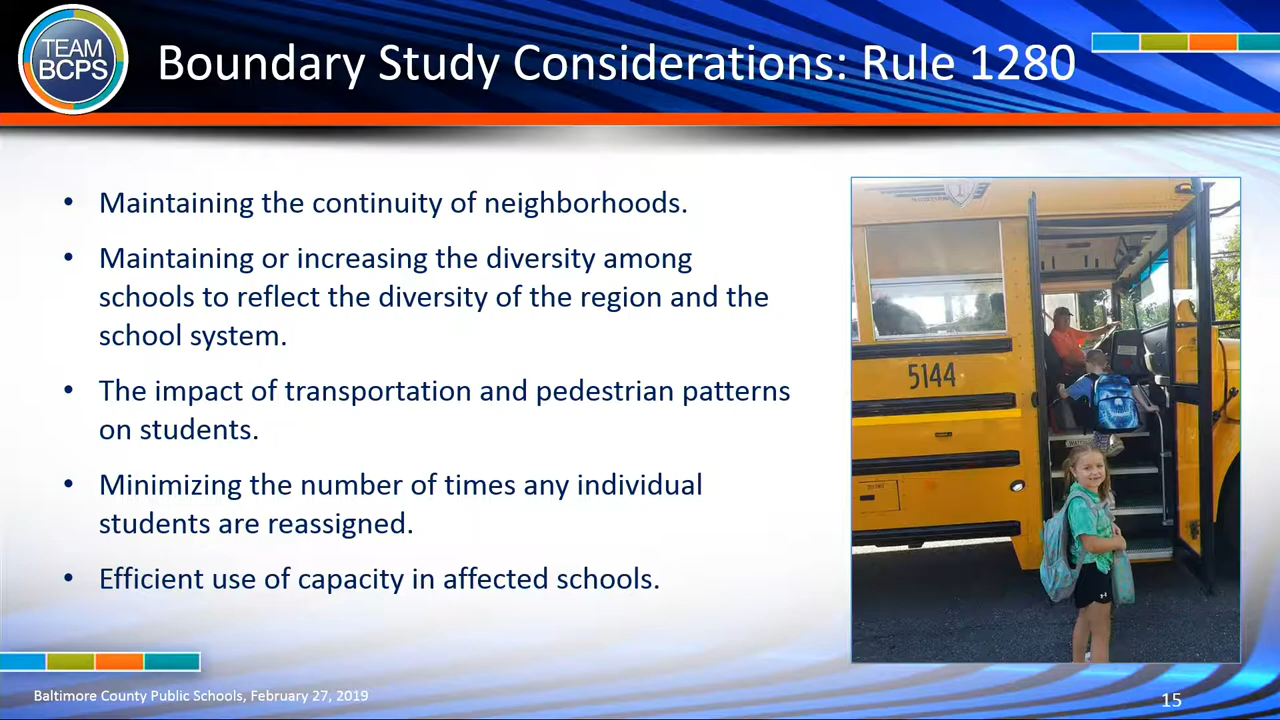 TEAM
BCPS
Boundary Study Considerations: Rule 1280
• Maintaining the continuity of neighborhoods.
• Maintaining or increasing the diversity among
schools to reflect the diversity of the region and the
school system.
• The impact of transportation and pedestrian patterns
on students.
• Minimizing the number of times any individual
students are reassigned.
• Efficient use of capacity in affected schools.
5144
Baltimore County Public Schools, February 27, 2019
15